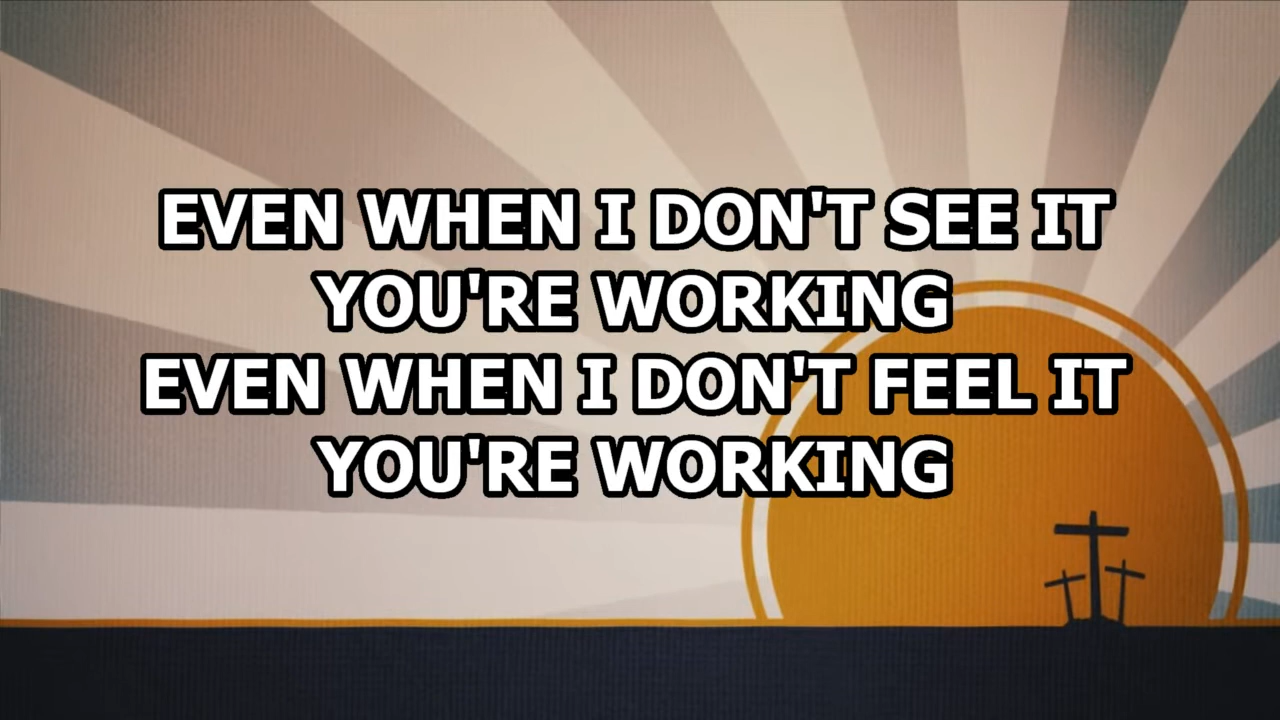 EVEN WHEN I DON'T SEE IT
YOU'RE WORKING
EVEN WHEN I DON'T FEEL IT
YOU'RE WORKING